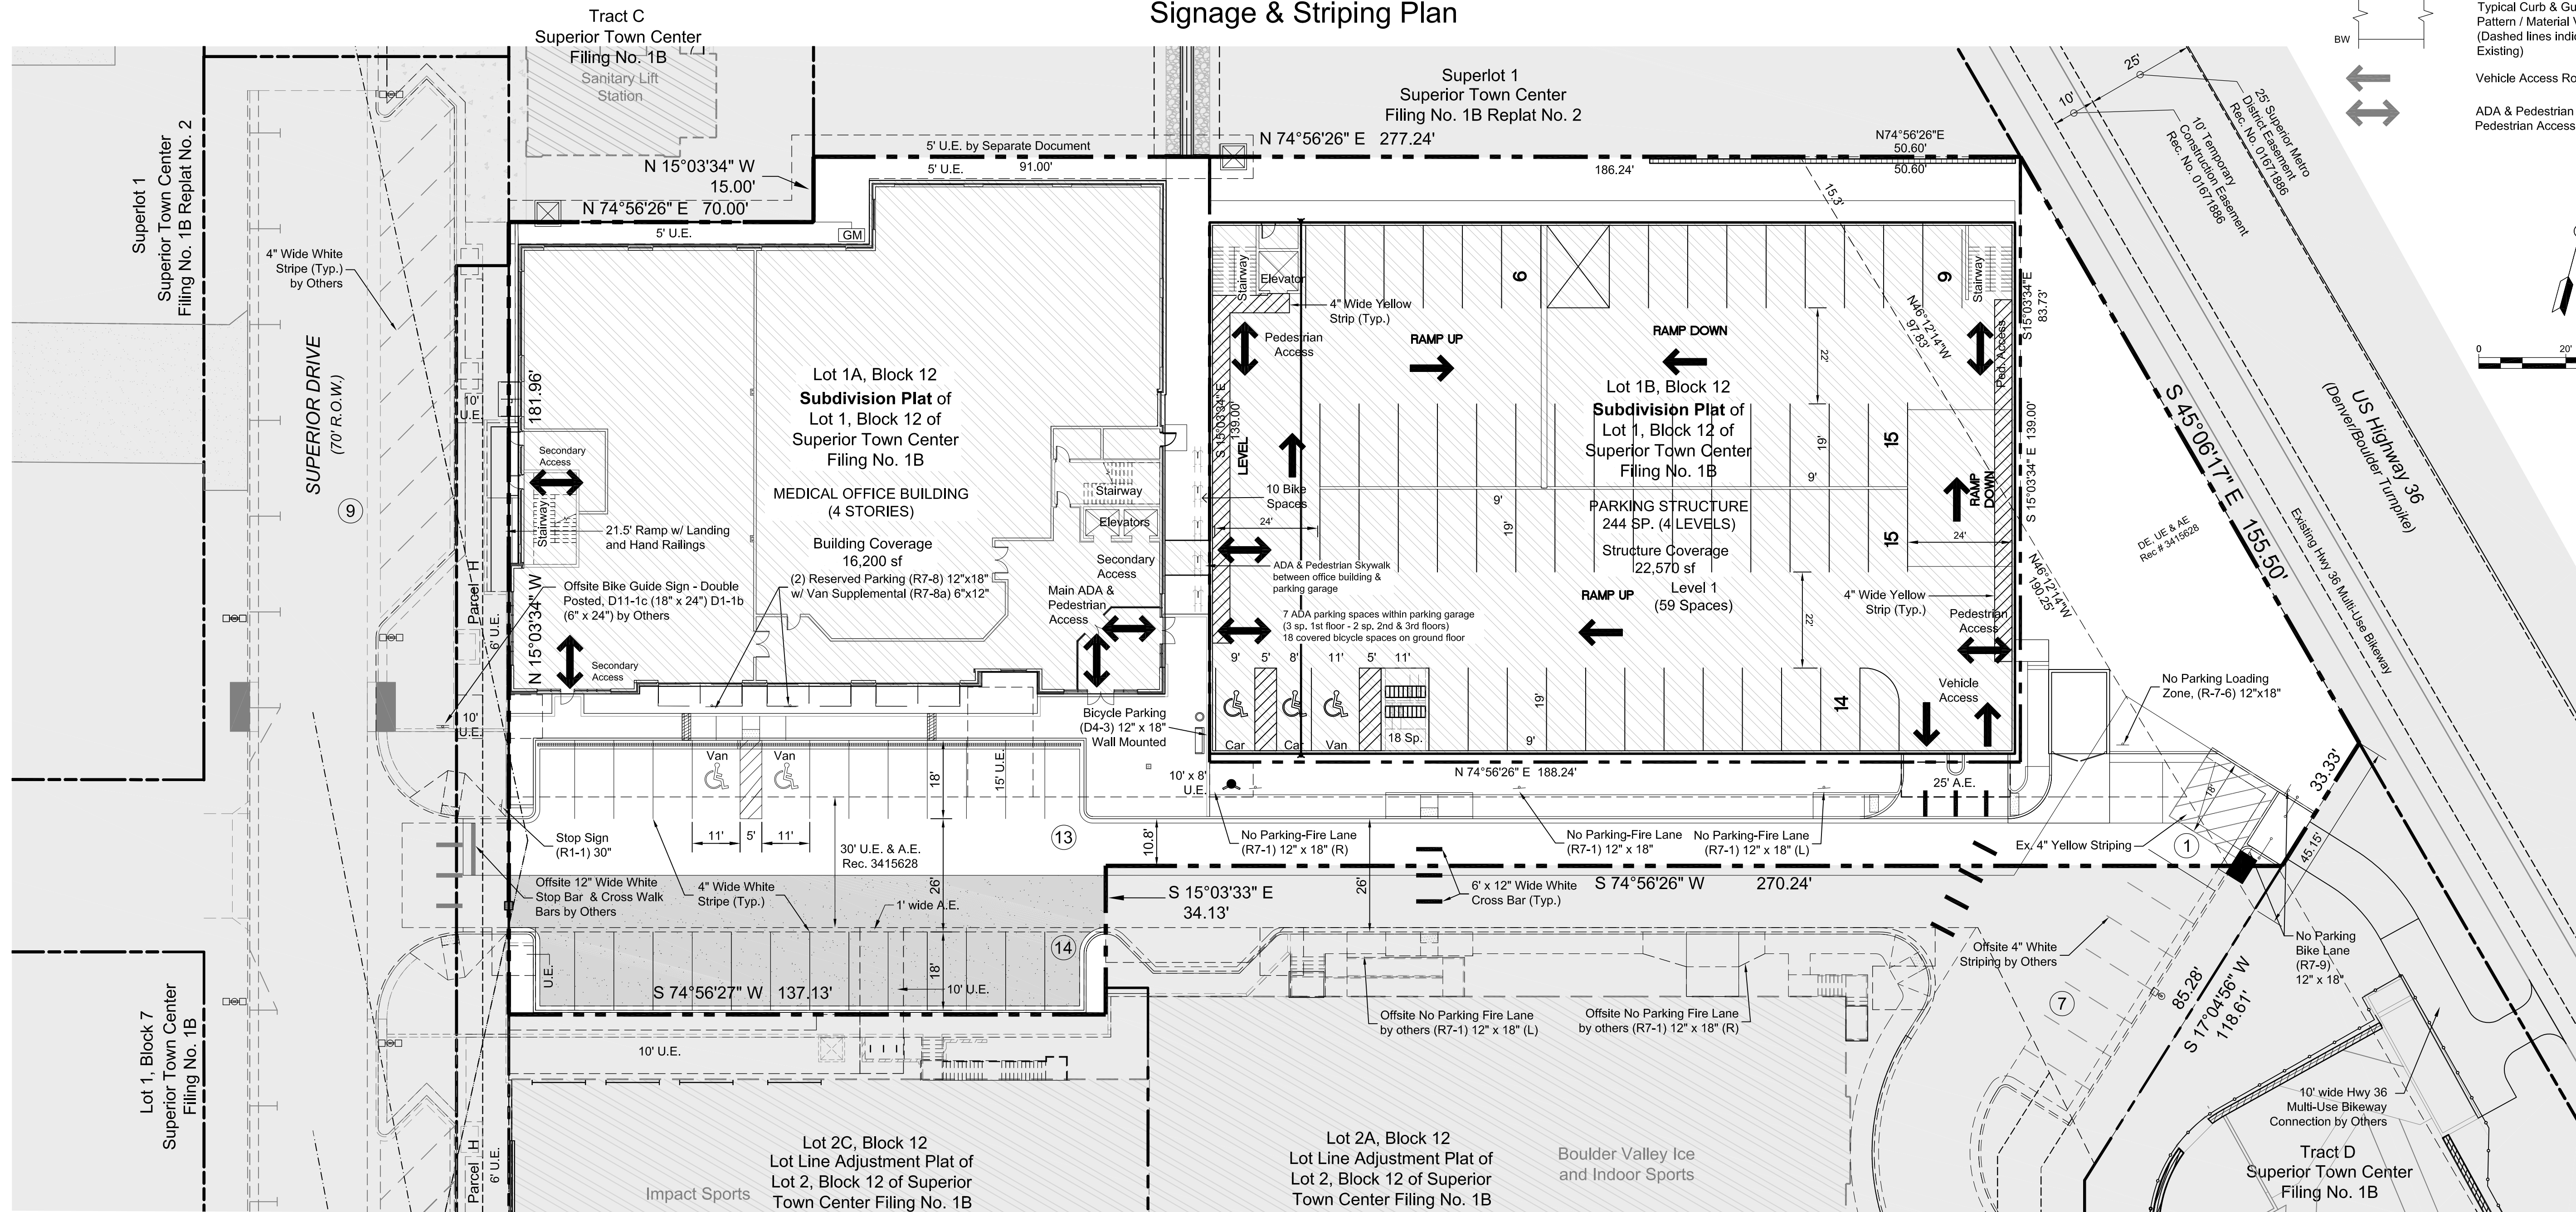 Signage & Striping Plan
Tract C
Superior Town Center
Filing No. 1B
Sanitary Lift
Station
Superlot 1
Superior Town Center
Filing No. 1B Replat No. 2
Typical Curb & Gu
Pattern / Material V
(Dashed lines indi
Existing)
BW
Vehicle Access Ro
ADA & Pedestrian
Pedestrian Access
25'
10'
25' Superior Metro
District Easement
Rec. No. 01671886
10' Temporary
Construction Easement
Rec. No. 01671886
0
20'
Superlot 1
Superior Town Center
Filing No. 1B Replat No. 2
4" Wide White
Stripe (Typ.)
by Others
SUPERIOR DRIVE
(70' R.O.W.)
9
N 15°03'34" W
15.00'
N 74°56'26" E 70.00'
5' U.E.
GM
5' U.E. by Separate Document
5' U.E.
91.00'
N 74°56'26" E 277.24'
186.24'
N74°56'26"E
50.60'
50.60'
15.3'
181.96'
10'
U.E.
Secondary
Access
Stairway
21.5' Ramp w/ Landing
and Hand Railings
Parcel H
6' U.E.
N 15°03'34" W
Offsite Bike Guide Sign - Double
Posted, D11-1c (18" x 24") D1-1b
(6" x 24") by Others
Secondary
Access
10'
U.E.
Lot 1A, Block 12
Subdivision Plat of
Lot 1, Block 12 of
Superior Town Center
Filing No. 1B
MEDICAL OFFICE BUILDING
(4 STORIES)
Building Coverage
16,200 sf
(2) Reserved Parking (R7-8) 12"x18"
w/ Van Supplemental (R7-8a) 6"x12"
Stairway
Elevators
Secondary
Access
Main ADA &
Pedestrian
Access
10 Bike
Spaces
Bicycle Parking
(D4-3) 12" x 18"
Wall Mounted
Stairway
Elevator
4" Wide Yellow
Strip (Typ.)
Pedestrian
Access
S 15°03'34" E
139.00'
LEVEL
24'
RAMP UP
6
RAMP DOWN
9
Stairway
Ped. Access
22'
N46°12'14"W
97.83'
S15°03'34"E
83.73'
Lot 1B, Block 12
Subdivision Plat of
Lot 1, Block 12 of
Superior Town Center
Filing No. 1B
PARKING STRUCTURE
244 SP. (4 LEVELS)
Structure Coverage
22,570 sf
Level 1
(59 Spaces)
9'
19'
9'
19'
15
15
RAMP
DOWN
24'
S 15°03'34" E 139.00'
ADA & Pedestrian Skywalk
between office building &
parking garage
7 ADA parking spaces within parking garage
(3 sp, 1st floor - 2 sp, 2nd & 3rd floors)
18 covered bicycle spaces on ground floor
RAMP UP
22'
4" Wide Yellow
Strip (Typ.)
Pedestrian
Access
N46°12'14"W
190.25'
9'
5'
8'
11'
5'
11'
Car
Car
Van
18 Sp.
19'
9'
14
Vehicle
Access
N 74°56'26" E 188.24'
25' A.E.
US Highway 36
(Denver/Boulder Turnpike)
S 45°06'17" E 155.50'
Existing Hwy 36 Multi-Use Bikeway
DE, UE & AE
Rec # 3415628
No Parking Loading
Zone, (R-7-6) 12"x18"
33.33'
45.15'
18'
Ex. 4" Yellow Striping
1
Van
Van
18'
15' U.E.
11'
5'
11'
10' x 8'
U.E.
Stop Sign
(R1-1) 30"
30' U.E. & A.E.
Rec. 3415628
13
10.8'
No Parking-Fire Lane
(R7-1) 12" x 18" (R)
No Parking-Fire Lane
(R7-1) 12" x 18"
No Parking-Fire Lane
(R7-1) 12" x 18" (L)
Offsite 12" Wide White
Stop Bar & Cross Walk
Bars by Others
4" Wide White
Stripe (Typ.)
26'
1' wide A.E.
S 15°03'33" E
34.13'
26'
6' x 12" Wide White
Cross Bar (Typ.)
S 74°56'26" W 270.24'
14
18'
U.E.
S 74°56'27" W 137.13'
10' U.E.
Offsite No Parking Fire Lane
by others (R7-1) 12" x 18" (L)
Offsite No Parking Fire Lane
by others (R7-1) 12" x 18" (R)
Offsite 4" White
Striping by Others
No Parking
Bike Lane
(R7-9)
12" x 18"
7
85.28'
S 17°04'56" W
118.61'
Lot 1, Block 7
Superior Town Center
Filing No. 1B
10' U.E.
Parcel H
6' U.E.
Impact Sports
Lot 2C, Block 12
Lot Line Adjustment Plat of
Lot 2, Block 12 of Superior
Town Center Filing No. 1B
Lot 2A, Block 12
Lot Line Adjustment Plat of
Lot 2, Block 12 of Superior
Town Center Filing No. 1B
Boulder Valley Ice
and Indoor Sports
10' wide Hwy 36
Multi-Use Bikeway
Connection by Others
Tract D
Superior Town Center
Filing No. 1B